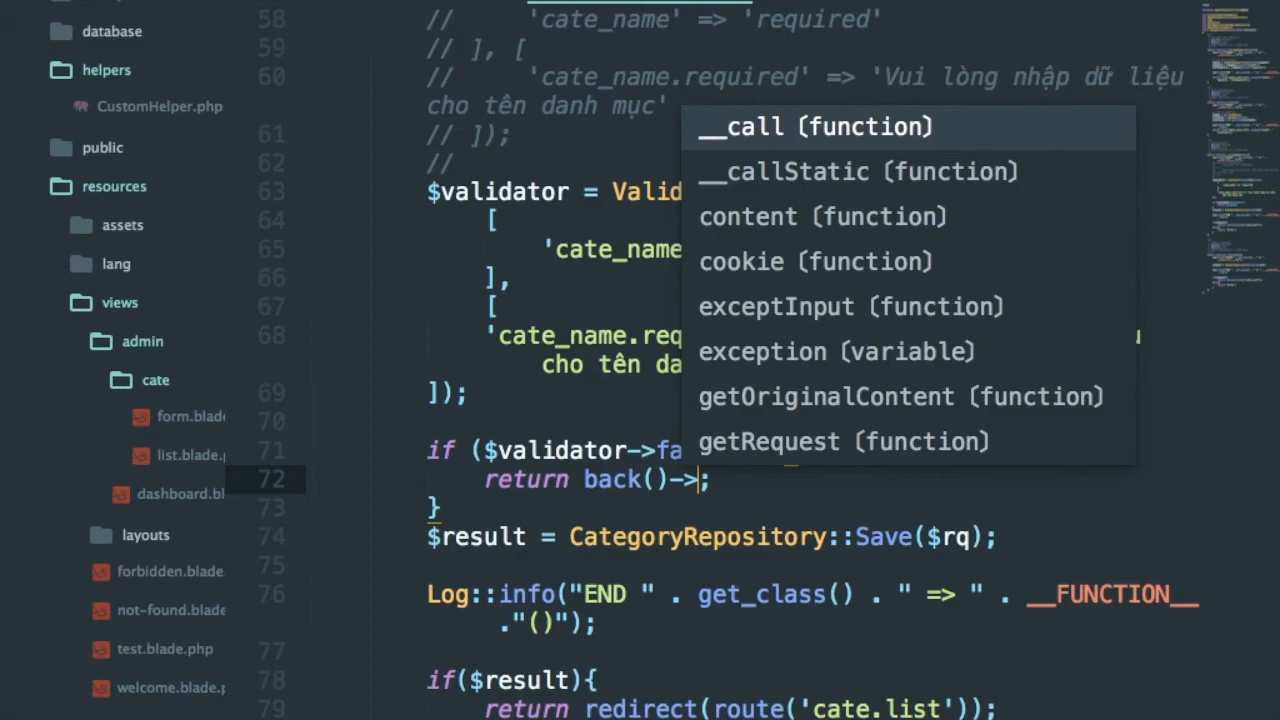 database
helpers
CustomHelper.php
public
resources
assets
lang
views
admin
cate
form.blade
list.blade.
dashboard.bl
layouts
forbidden.blade
not-found.blade
test.blade.php
welcome.blade.p
58 //     'cate_name' => 'required'
59 // ], [
60 //     'cate_name.required' => 'Vui lòng nhập dữ liệu
cho tên danh mục'
61 // ]);
62 //
63 $validator = Valid
64 [
65 'cate_name
66 ],
67 [
68 'cate_name.req
cho tên da
69 ]);
70
71 if ($validator->fa
72 return back()->;
73 }
74 $result = CategoryRepository::Save($rq);
75
76 Log::info("END " . get_class() . " => " . __FUNCTION__
."()");
77
78 if($result){
79 return redirect(route('cate.list'));
__call (function)
__callStatic (function)
content (function)
cookie (function)
exceptInput (function)
exception (variable)
getOriginalContent (function)
getRequest (function)